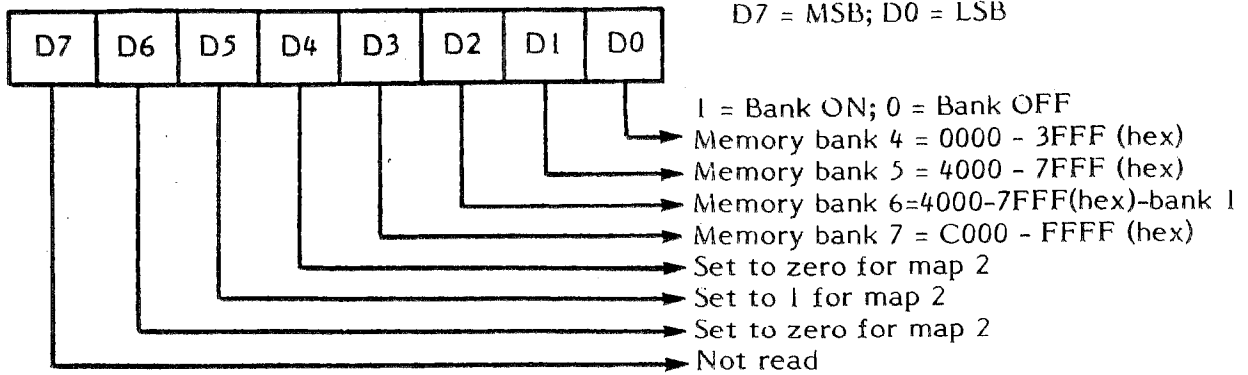 D7 = MSB; D0 = LSB
D7 D6 D5 D4 D3 D2 D1 D0
1 = Bank ON; 0 = Bank OFF
Memory bank 4 = 0000 - 3FFF (hex)
Memory bank 5 = 4000 - 7FFF (hex)
Memory bank 6=4000-7FFF(hex)-bank 1
Memory bank 7 = C000 - FFFF (hex)
Set to zero for map 2
Set to 1 for map 2
Set to zero for map 2
Not read